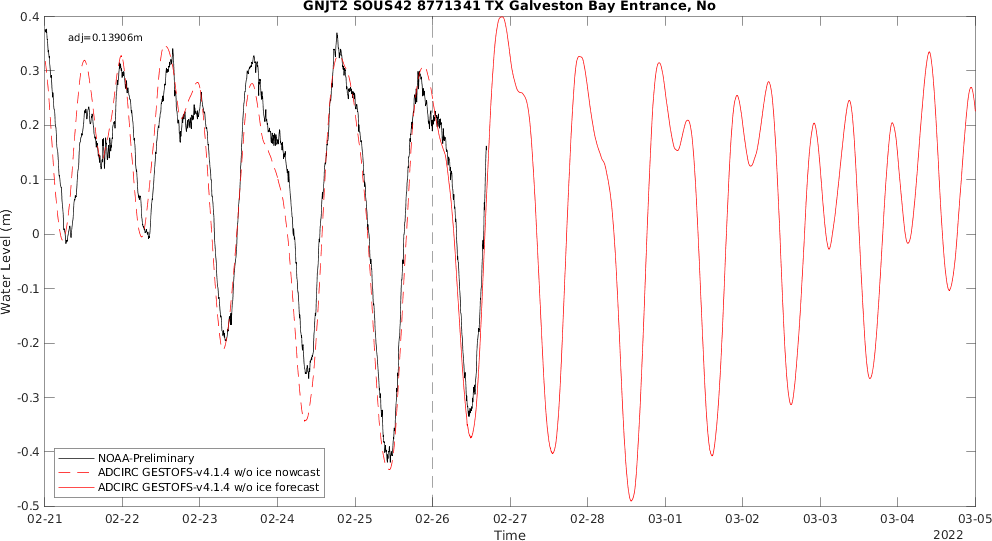 GNJT2 SOUS42 8771341 TX Galveston Bay Entrance, No
adj=0.13906m
Water Level (m)
0.4
0.3
0.2
0.1
0
-0.1
-0.2
-0.3
-0.4
-0.5
NOAA-Preliminary
ADCIRC GESTOFS-v4.1.4 w/o ice nowcast
ADCIRC GESTOFS-v4.1.4 w/o ice forecast
02-21 02-22 02-23 02-24 02-25 02-26 02-27 02-28 03-01 03-02 03-03 03-04 03-05
Time
2022